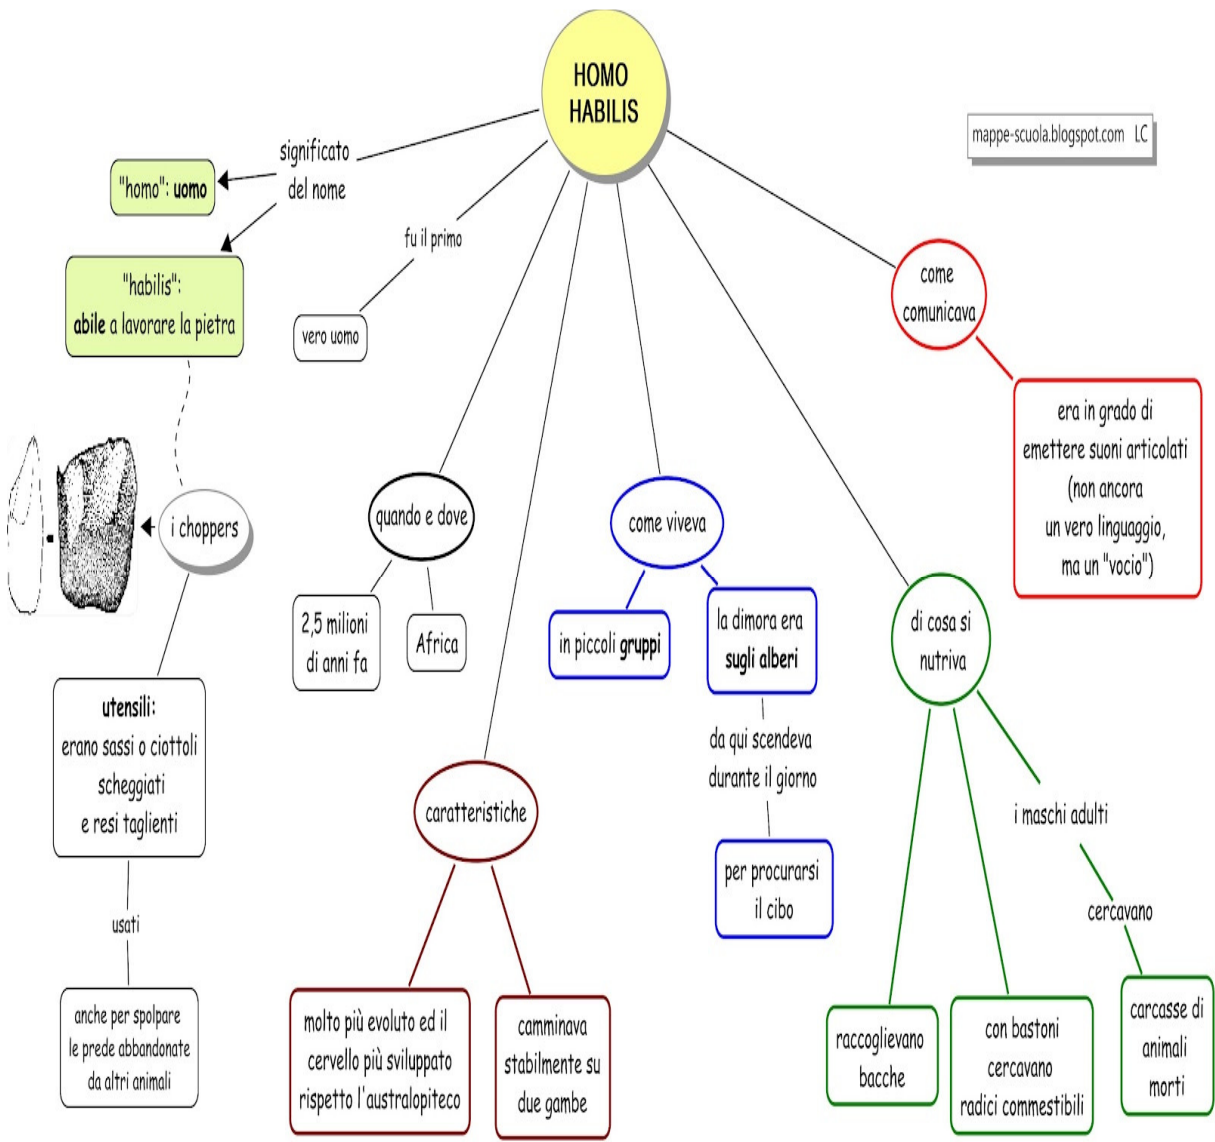 HOMO
HABILIS
mappe-scuola.blogspot.com LC
significato
del nome
"homo": uomo
"habilis":
abile a lavorare la pietra
fu il primo
vero uomo
come
comunicava
era in grado di
emettere suoni articolati
(non ancora
un vero linguaggio,
ma un "vocio")
i choppers
quando e dove
come viveva
2,5 milioni
di anni fa
Africa
in piccoli gruppi
la dimora era
sugli alberi
di cosa si
nutriva
utensili:
erano sassi o ciottoli
scheggiati
e resi taglienti
da qui scendeva
durante il giorno
caratteristiche
i maschi adulti
per procurarsi
il cibo
usati
cercavano
anche per spolpare
le prede abbandonate
da altri animali
molto più evoluto ed il
cervello più sviluppato
rispetto l'australopiteco
camminava
stabilmente su
due gambe
raccoglievano
bacche
con bastoni
cercavano
radici commestibili
carcasse di
animali
morti